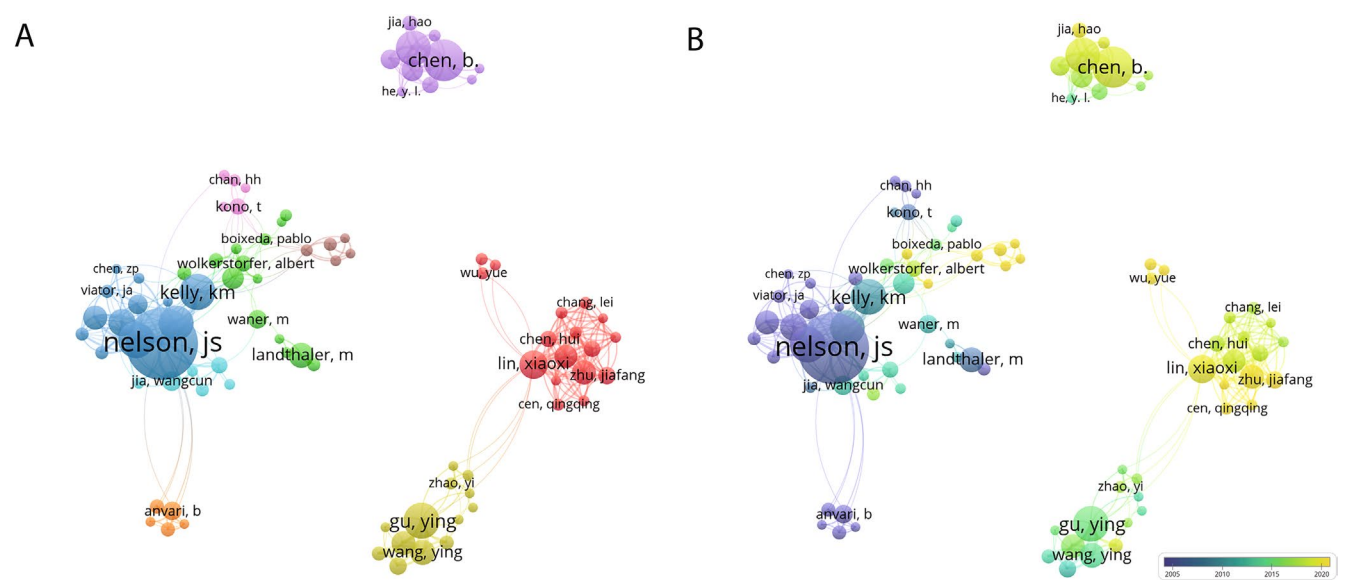 A
jia, hao
chen, b.
he, y. l.
chan, hh
kono, t
boixeda, pablo
wolkerstorfer, albert
chen, zp
viator, ja
kelly, km
waner, m
nelson, js
landthaler, m
jia, wangcun
anvari, b
wu, yue
chang, lei
chen, hui
lin, xiaoxi
zhu, jiafang
cen, qingqing
zhao, yi
gu, ying
wang, ying
B
jia, hao
chen, b.
he, y. l.
chan, hh
kono, t
boixeda, pablo
wolkerstorfer, albert
chen, zp
viator, ja
kelly, km
waner, m
nelson, js
landthaler, m
jia, wangcun
anvari, b
wu, yue
chang, lei
chen, hui
lin, xiaoxi
zhu, jiafang
cen, qingqing
zhao, yi
gu, ying
wang, ying
2005 2010 2015 2020